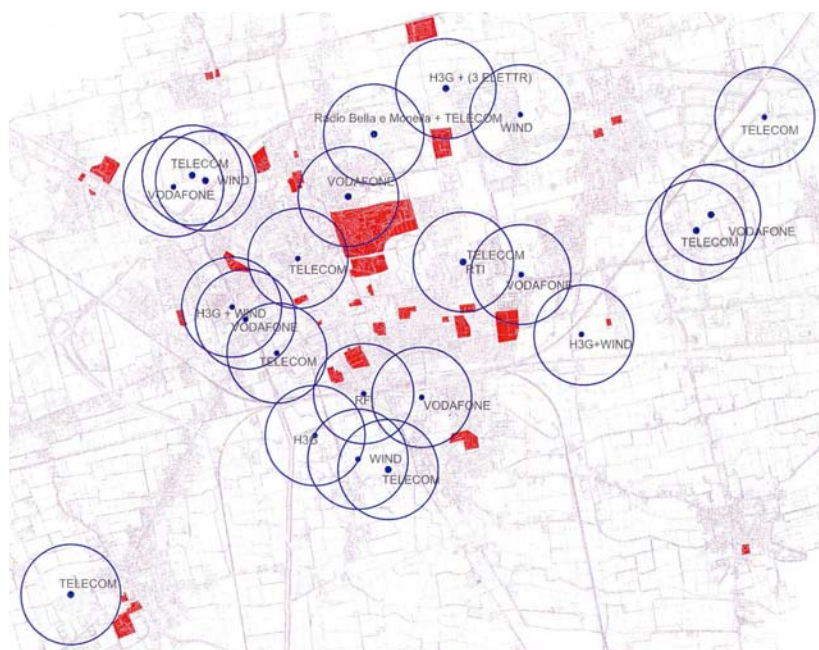 H3G + (3 ELETTR)
Radio Bella e Monella + TELECOM
WIND
TELECOM
TELECOM
WIND
VODAFONE
VODAFONE
VODAFONE
TELECOM
TELECOM
TELECOM
RTI
VODAFONE
H3G + WIND
VODAFONE
H3G+WIND
TELECOM
RFI
VODAFONE
H3G
WIND
TELECOM
TELECOM